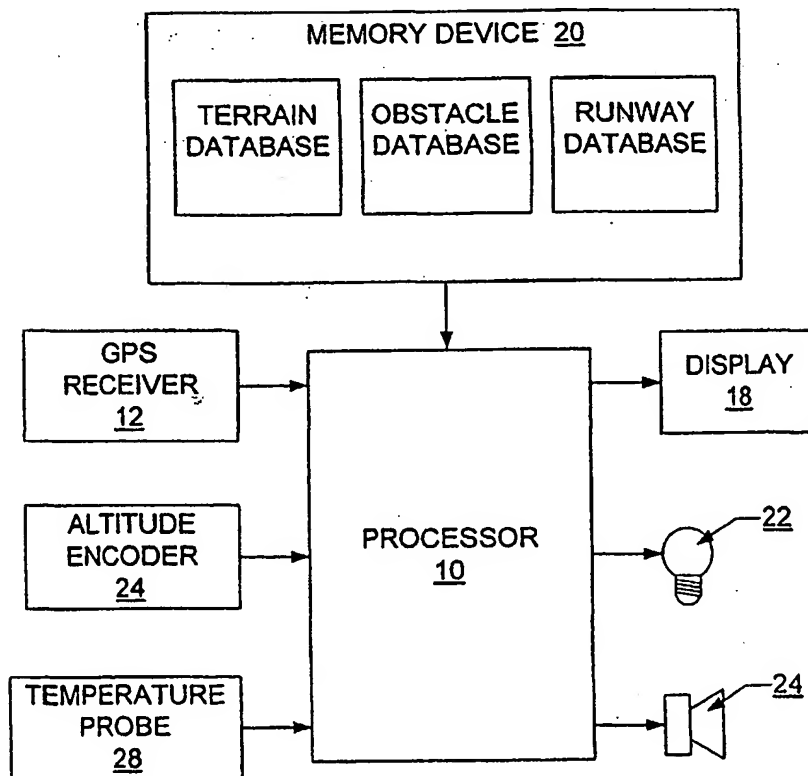 MEMORY DEVICE 20
TERRAIN
DATABASE
OBSTACLE
DATABASE
RUNWAY
DATABASE
GPS
RECEIVER
12
DISPLAY
18
ALTITUDE
ENCODER
24
PROCESSOR
10
22
TEMPERATURE
PROBE
28
24